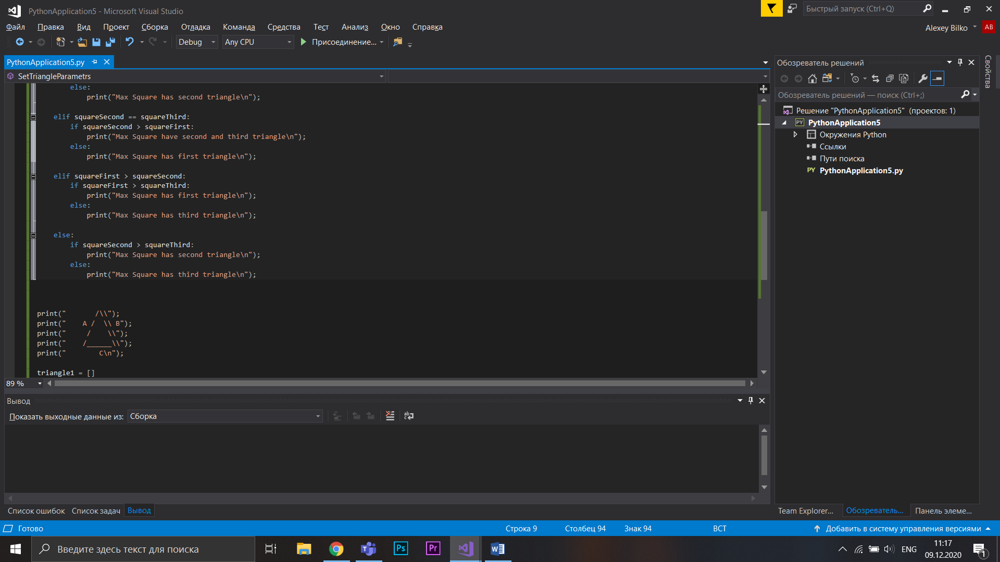 PythonApplication5 - Microsoft Visual Studio
Быстрый запуск (Ctrl+Q)
Файл Правка Вид Проект Сборка Отладка Команда Средства Тест Анализ Окно Справка
Alexey Bilko AB
Debug Any CPU Присоединение...
PythonApplication5.py
SetTriangleParametrs
        else:
            print("Max Square has second triangle\n");
    elif squareSecond == squareThird:
        if squareSecond > squareFirst:
            print("Max Square have second and third triangle\n");
        else:
            print("Max Square has first triangle\n");
    elif squareFirst > squareSecond:
        if squareFirst > squareThird:
            print("Max Square has first triangle\n");
        else:
            print("Max Square has third triangle\n");
    else:
        if squareSecond > squareThird:
            print("Max Square has second triangle\n");
        else:
            print("Max Square has third triangle\n");
print("       /\\");
print("    A /  \\ B");
print("     /    \\");
print("    /______\\");
print("        C\n");
triangle1 = []
89 %
Вывод
Показать выходные данные из: Сборка
Список ошибок Список задач Вывод
Обозреватель решений
Обозреватель решений — поиск (Ctrl+;)
Решение "PythonApplication5" (проектов: 1)
PY PythonApplication5
Окружения Python
Ссылки
Пути поиска
PY PythonApplication5.py
Team Explorer... Обозреватель... Панель элеме...
Свойства
Готово Строка 9 Столбец 94 Знак 94 ВСТ Добавить в систему управления версиями
Введите здесь текст для поиска
Ps Pr W
ENG
11:17
09.12.2020
1